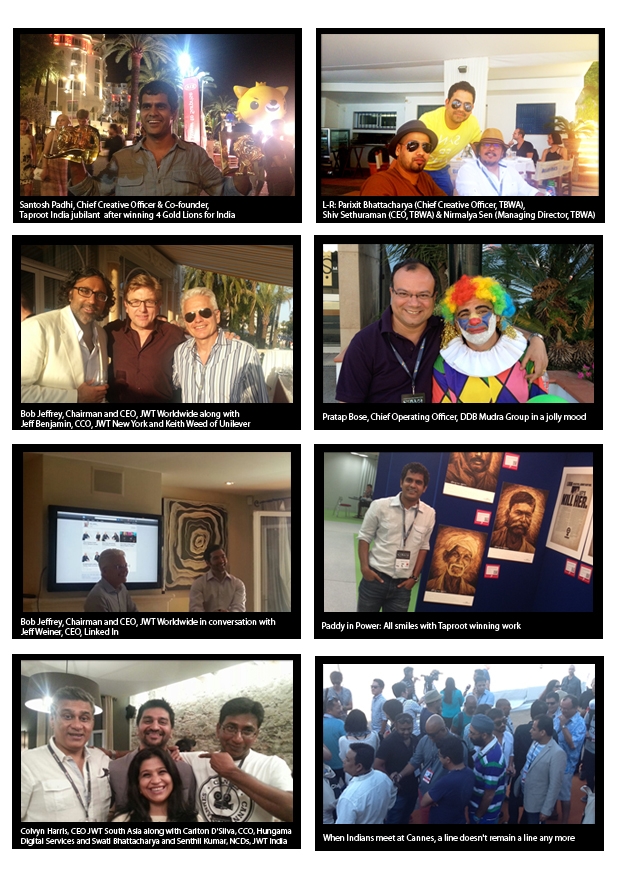 Santosh Padhi, Chief Creative Officer & Co-founder,
Taproot India jubilant after winning 4 Gold Lions for India
L-R: Parixit Bhattacharya (Chief Creative Officer, TBWA),
Shiv Sethuraman (CEO, TBWA) & Nirmalya Sen (Managing Director, TBWA)
Bob Jeffrey, Chairman and CEO, JWT Worldwide along with
Jeff Benjamin, CCO, JWT New York and Keith Weed of Unilever
Pratap Bose, Chief Operating Officer, DDB Mudra Group in a jolly mood
Bob Jeffrey, Chairman and CEO, JWT Worldwide in conversation with
Jeff Weiner, CEO, Linked In
KILL HER.
Paddy in Power: All smiles with Taproot winning work
Colvyn Harris, CEO JWT South Asia along with Carlton D'Silva, CCO, Hungama
Digital Services and Swati Bhattacharya and Senthil Kumar, NCDs, JWT India
When Indians meet at Cannes, a line doesn't remain a line any more